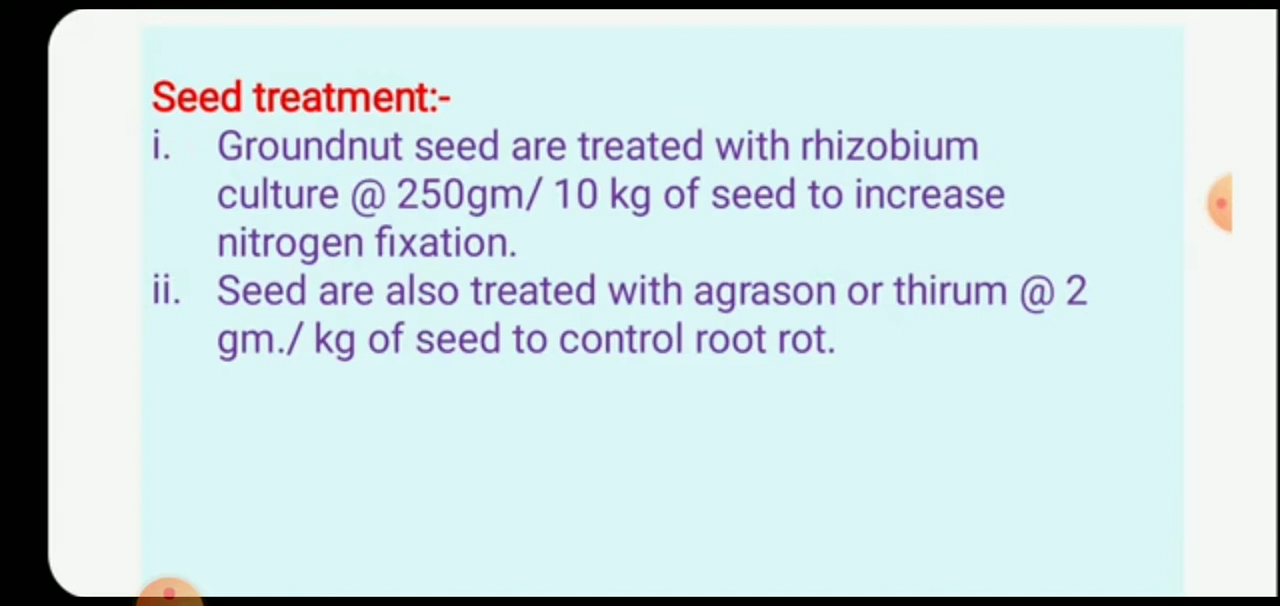 Seed treatment:-
i. Groundnut seed are treated with rhizobium
culture @ 250gm/ 10 kg of seed to increase
nitrogen fixation.
ii. Seed are also treated with agrason or thirum @ 2
gm./ kg of seed to control root rot.